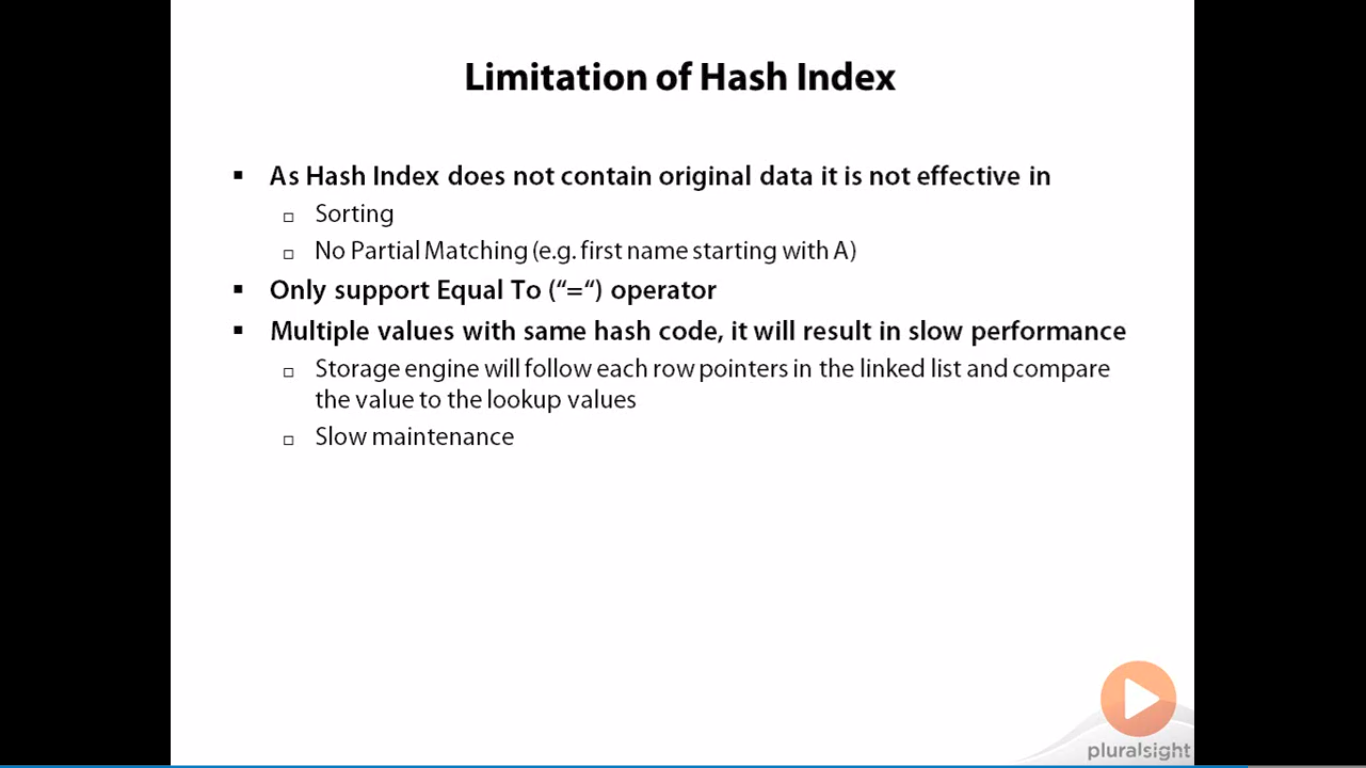 Limitation of Hash Index
▪ As Hash Index does not contain original data it is not effective in
□ Sorting
□ No Partial Matching (e.g. first name starting with A)
▪ Only support Equal To (“=“) operator
▪ Multiple values with same hash code, it will result in slow performance
□ Storage engine will follow each row pointers in the linked list and compare
the value to the lookup values
□ Slow maintenance
pluralsight